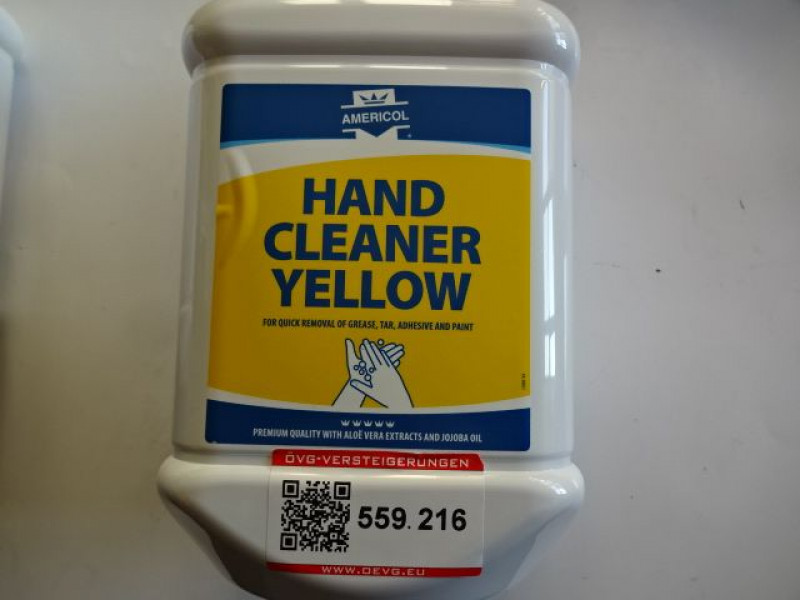 AMERICOL
HAND
CLEANER
YELLOW
FOR QUICK REMOVAL OF GREASE, TAR, ADHESIVE AND PAINT
PREMIUM QUALITY WITH ALOË VERA EXTRACTS AND JOJOBA OIL
ÖVG-VERSTEIGERUNGEN
559. 216
WWW.OEVG.EU